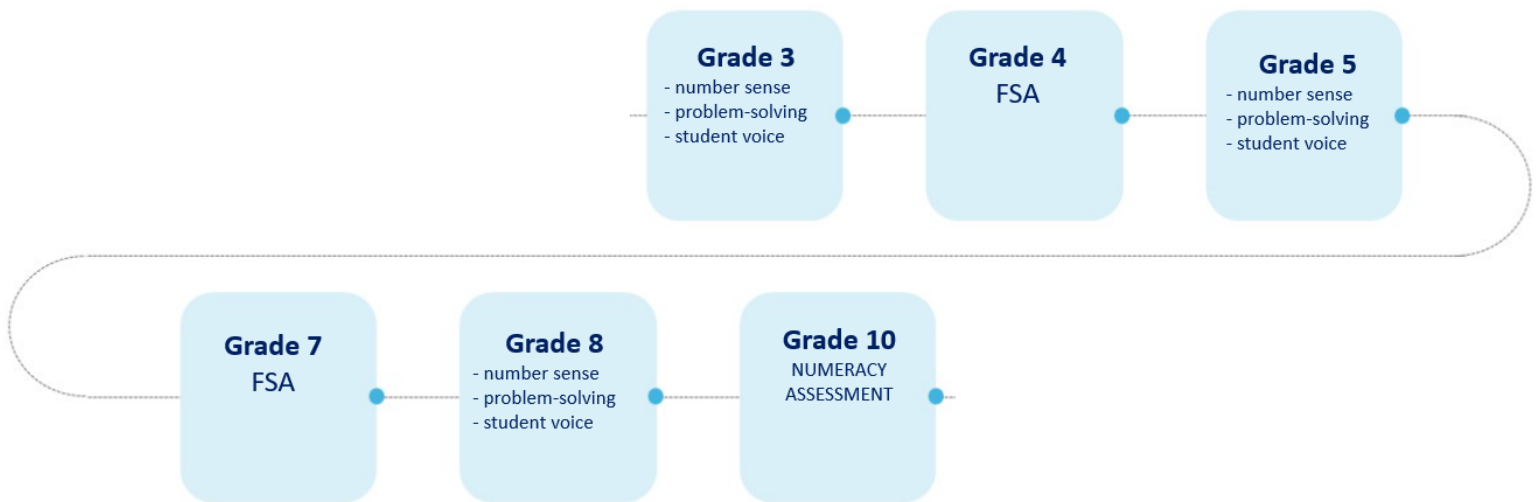 Grade 3
- number sense
- problem-solving
- student voice
Grade 4
FSA
Grade 5
- number sense
- problem-solving
- student voice
Grade 7
FSA
Grade 8
- number sense
- problem-solving
- student voice
Grade 10
NUMERACY
ASSESSMENT